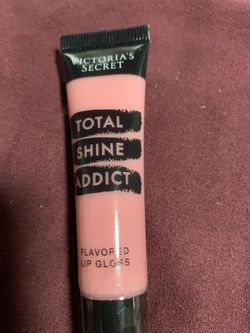 VICTORIA'S
SECRET
TOTAL
SHINE
ADDICT
FLAVORED
LIP GLOSS